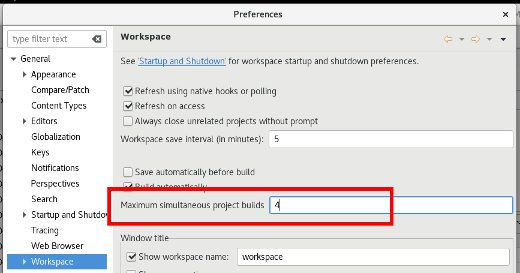 Preferences
type filter text
Workspace
General
Appearance
Compare/Patch
Content Types
Editors
Globalization
Keys
Notifications
Perspectives
Search
Startup and Shutdow
Tracing
Web Browser
Workspace
See 'Startup and Shutdown' for workspace startup and shutdown preferences.
Refresh using native hooks or polling
Refresh on access
Always close unrelated projects without prompt
Workspace save interval (in minutes): 5
Save automatically before build
Build automatically
Maximum simultaneous project builds 4
Window title
Show workspace name: workspace